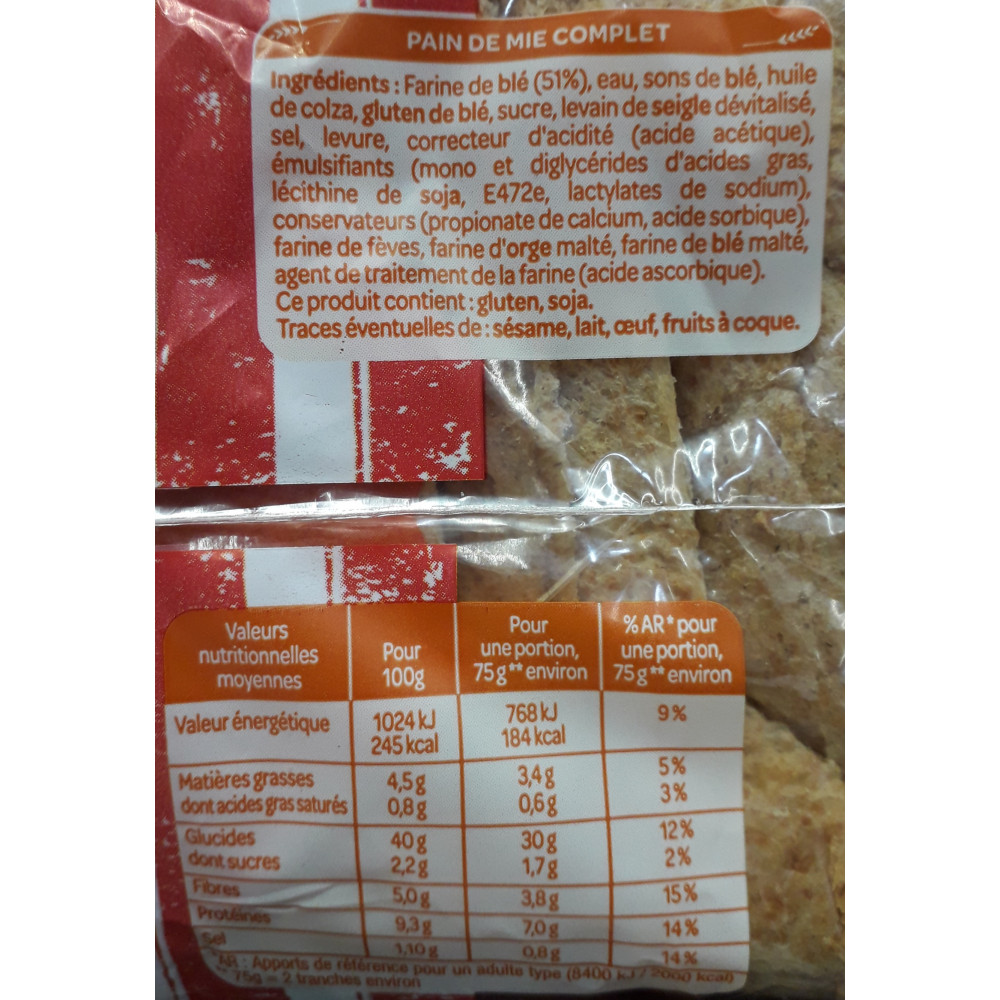 PAIN DE MIE COMPLET
Ingrédients : Farine de blé (51%), eau, sons de blé, huile
de colza, gluten de blé, sucre, levain de seigle dévitalisé,
sel, levure, correcteur d'acidité (acide acétique),
émulsifiants (mono et diglycérides d'acides gras,
lécithine de soja, E472e, lactylates de sodium),
conservateurs (propionate de calcium, acide sorbique),
farine de fèves, farine d'orge malté, farine de blé malté,
agent de traitement de la farine (acide ascorbique).
Ce produit contient : gluten, soja.
Traces éventuelles de : sésame, lait, œuf, fruits à coque.
Valeurs nutritionnelles moyennes Pour 100g Pour une portion, 75g** environ %AR* pour une portion, 75g** environ
Valeur énergétique 1024 kJ 768 kJ 9%
245 kcal 184 kcal
Matières grasses 4,5g 3,4g 5%
dont acides gras saturés 0,8g 0,6g 3%
Glucides 40g 30g 12%
dont sucres 2,2g 1,7g 2%
Fibres 5,0g 3,8g 15%
Protéines 9,3g 7,0g 14%
Sel 1,10g 0,8g 14%
*AR : Apports de référence pour un adulte type (8400 kJ / 2000 kcal)
**75g = 2 tranches environ